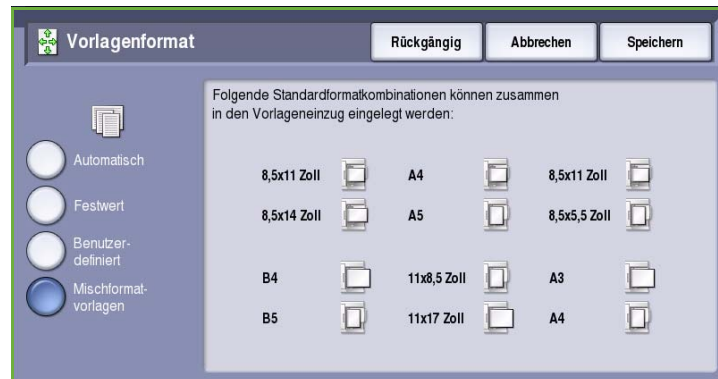 Vorlagenformat
Rückgängig
Abbrechen
Speichern
Automatisch
Festwert
Benutzer-
definiert
Mischformat-
vorlagen
Folgende Standardformatkombinationen können zusammen
in den Vorlageneinzug eingelegt werden:
8,5x11 Zoll A4 8,5x11 Zoll
8,5x14 Zoll A5 8,5x5,5 Zoll
B4 11x8,5 Zoll A3
B5 11x17 Zoll A4